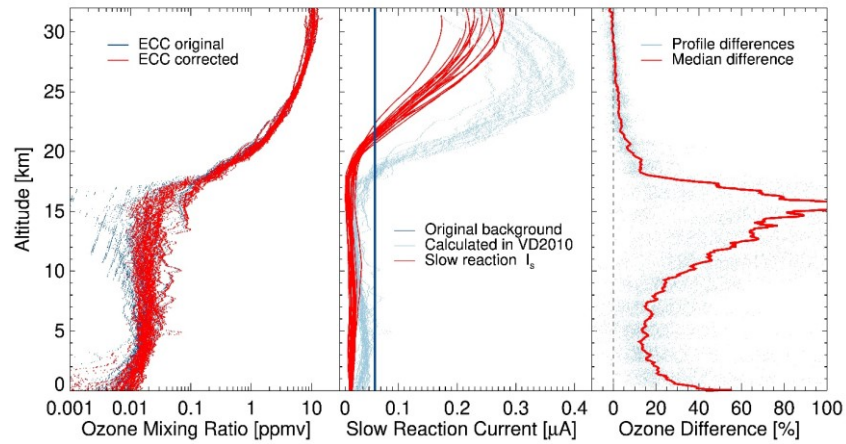 ECC original
ECC corrected
Original background
Calculated in VD2010
Slow reaction Is
Profile differences
Median difference
Altitude [km]
30
25
20
15
10
5
0
0.001 0.01 0.1 1 10
Ozone Mixing Ratio [ppmv]
0 0.1 0.2 0.3 0.4
Slow Reaction Current [µA]
0 20 40 60 80 100
Ozone Difference [%]